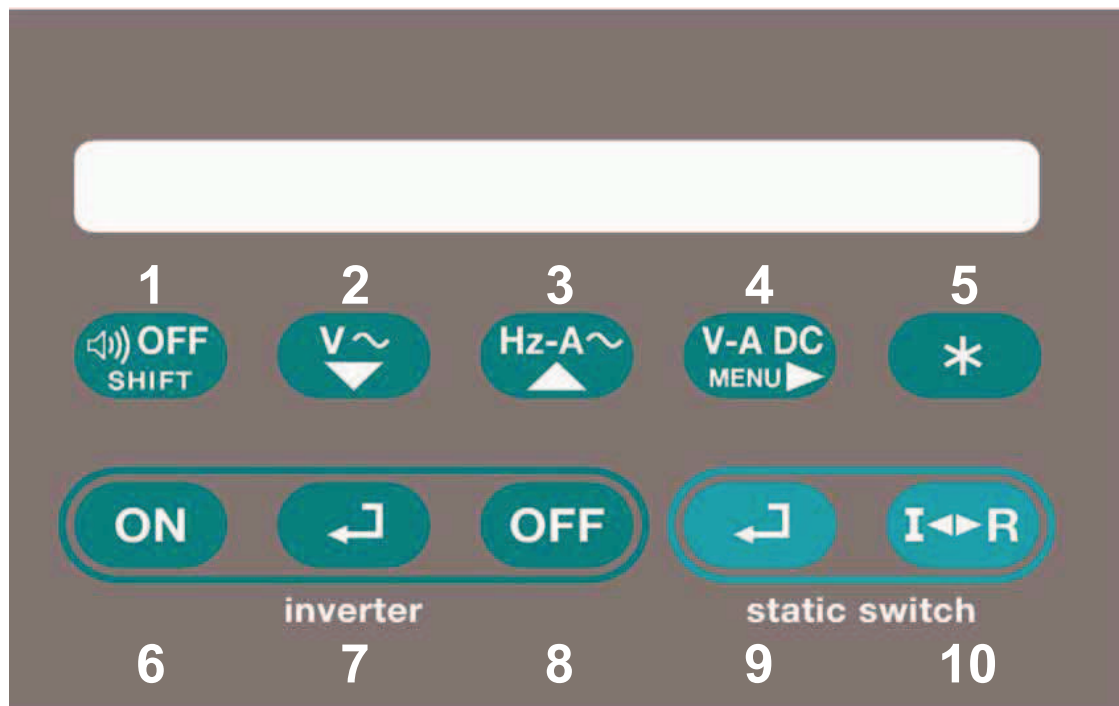 1 2 3 4 5
OFF V~ Hz-A~ V-A DC *
SHIFT MENU
ON OFF I R
inverter static switch
6 7 8 9 10